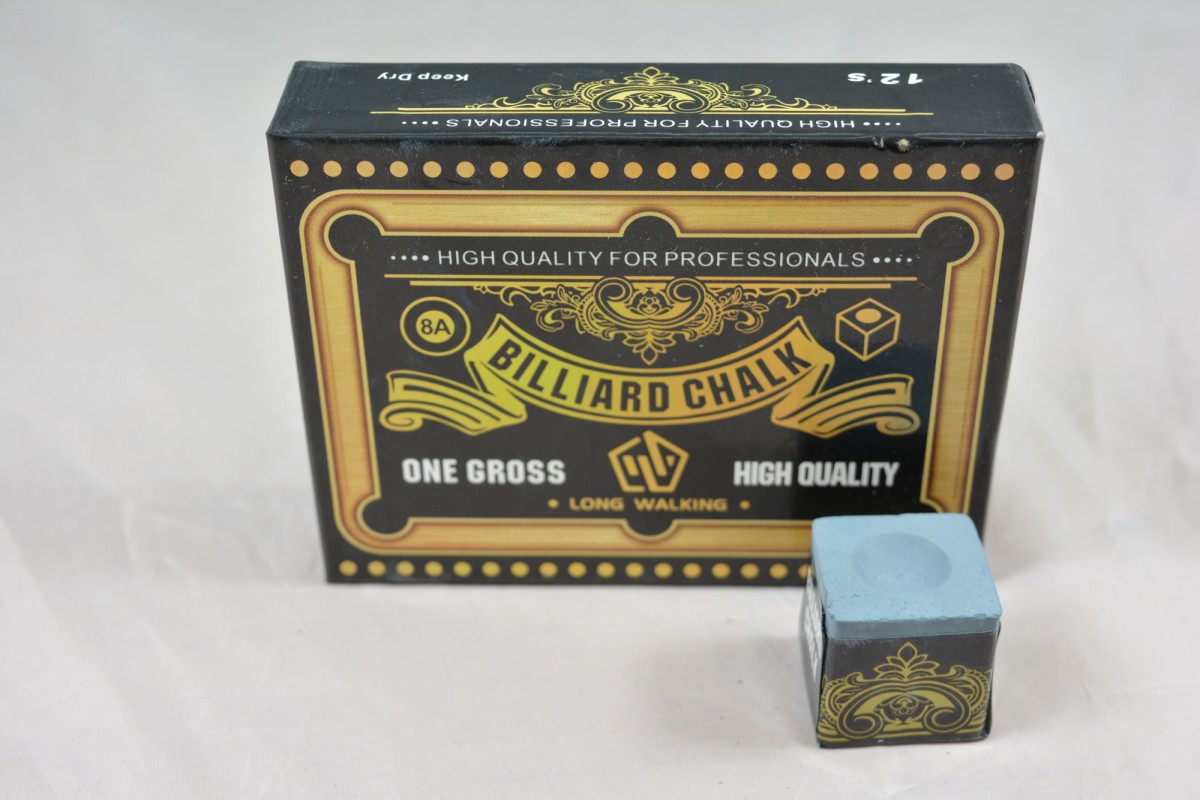 12's
Keep Dry
•••• HIGH QUALITY FOR PROFESSIONALS ••••
•••• HIGH QUALITY FOR PROFESSIONALS ••••
8A
BILLIARD CHALK
ONE GROSS
HIGH QUALITY
• LONG WALKING •